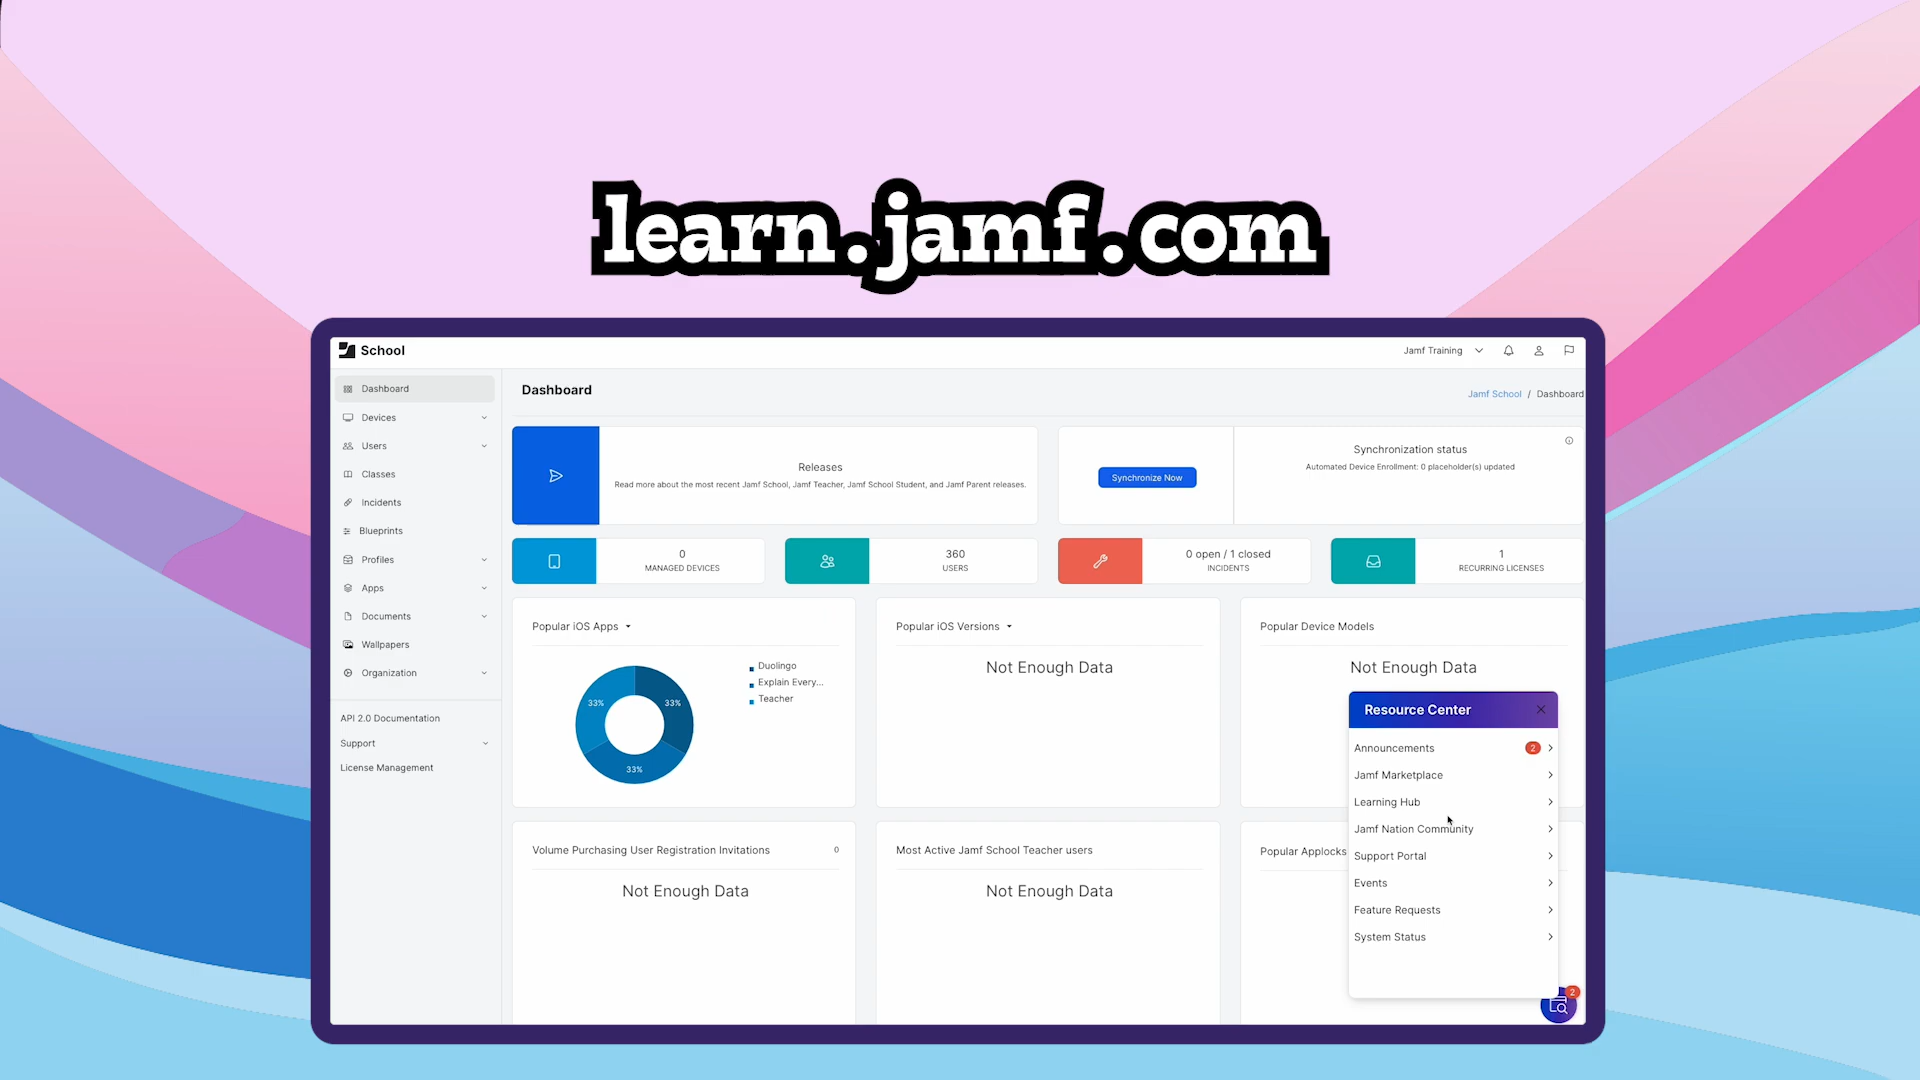 learn.jamf.com
School
Jamf Training
Dashboard
Devices
Users
Classes
Incidents
Blueprints
Profiles
Apps
Documents
Wallpapers
Organization
API 2.0 Documentation
Support
License Management
Dashboard
Jamf School / Dashboard
Releases
Read more about the most recent Jamf School, Jamf Teacher, Jamf School Student, and Jamf Parent releases.
Synchronize Now
Synchronization status
Automated Device Enrollment: 0 placeholder(s) updated
0
MANAGED DEVICES
360
USERS
0 open / 1 closed
INCIDENTS
1
RECURRING LICENSES
Popular iOS Apps
33%
33%
33%
Duolingo
Explain Every...
Teacher
Popular iOS Versions
Not Enough Data
Popular Device Models
Not Enough Data
Volume Purchasing User Registration Invitations 0
Not Enough Data
Most Active Jamf School Teacher users
Not Enough Data
Popular Applocks
Resource Center
Announcements 2
Jamf Marketplace
Learning Hub
Jamf Nation Community
Support Portal
Events
Feature Requests
System Status
2